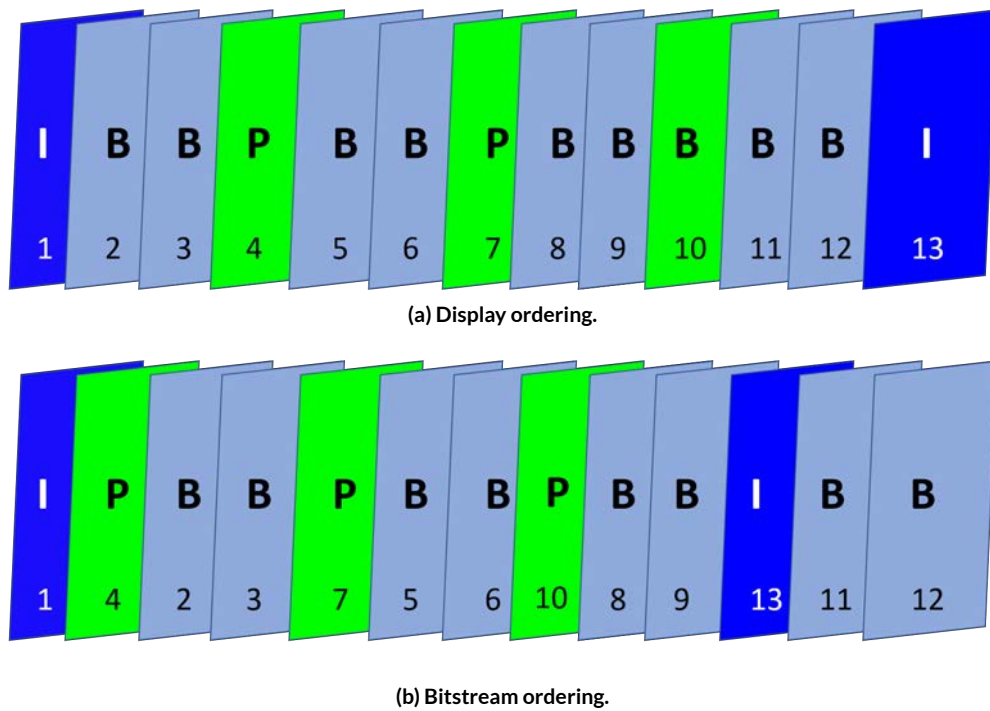 I B B P B B P B B B B B I
1 2 3 4 5 6 7 8 9 10 11 12 13
(a) Display ordering.
I P B B P B B P B B I B B
1 4 2 3 7 5 6 10 8 9 13 11 12
(b) Bitstream ordering.